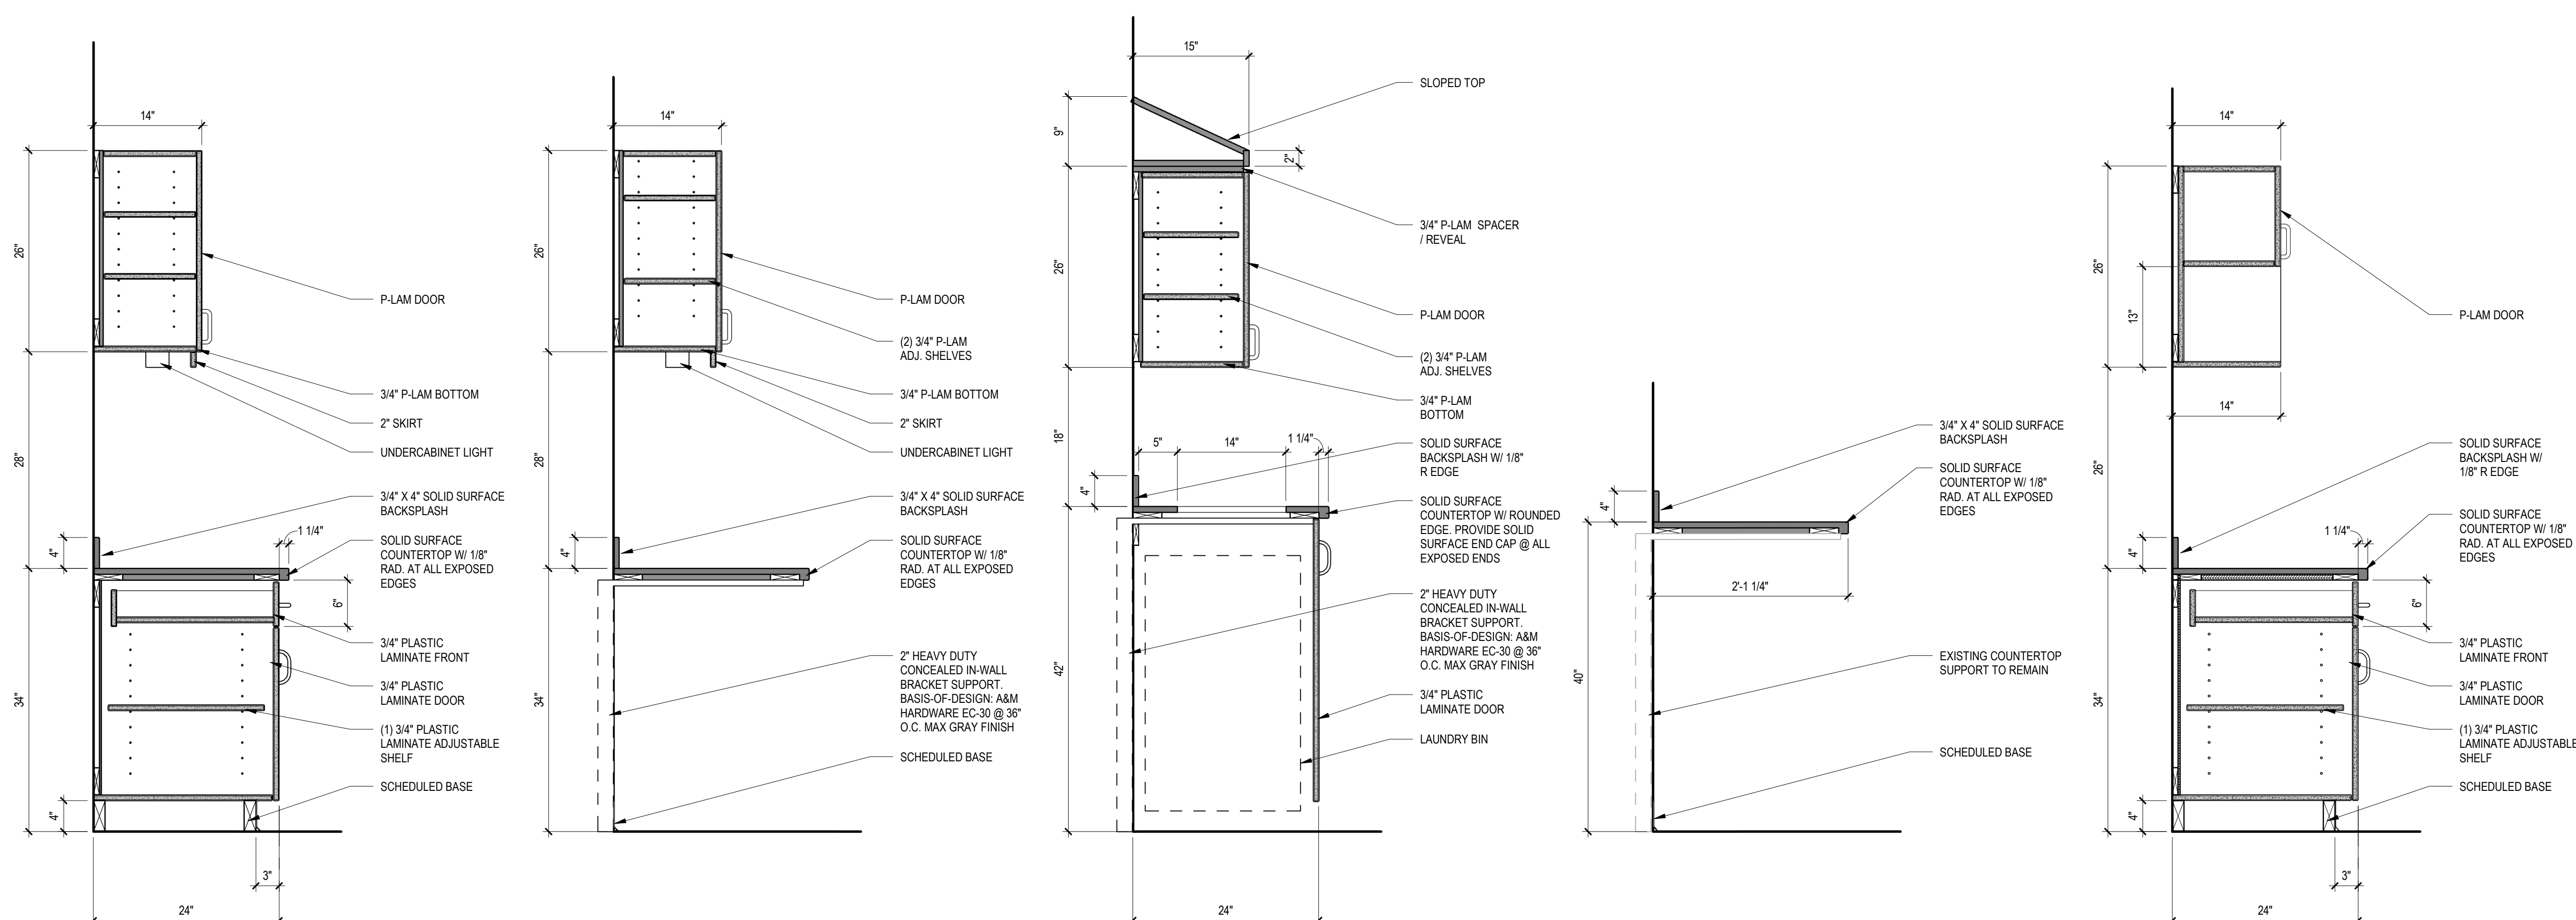 14"
26"
28"
4"
34"
4"
1 1/4"
6"
3"
24"
P-LAM DOOR
3/4" P-LAM BOTTOM
2" SKIRT
UNDERCABINET LIGHT
3/4" X 4" SOLID SURFACE
BACKSPLASH
SOLID SURFACE
COUNTERTOP W/ 1/8"
RAD. AT ALL EXPOSED
EDGES
3/4" PLASTIC
LAMINATE FRONT
3/4" PLASTIC
LAMINATE DOOR
(1) 3/4" PLASTIC
LAMINATE ADJUSTABLE
SHELF
SCHEDULED BASE
14"
26"
28"
4"
34"
P-LAM DOOR
(2) 3/4" P-LAM
ADJ. SHELVES
3/4" P-LAM BOTTOM
2" SKIRT
UNDERCABINET LIGHT
3/4" X 4" SOLID SURFACE
BACKSPLASH
SOLID SURFACE
COUNTERTOP W/ 1/8"
RAD. AT ALL EXPOSED
EDGES
2" HEAVY DUTY
CONCEALED IN-WALL
BRACKET SUPPORT.
BASIS-OF-DESIGN: A&M
HARDWARE EC-30 @ 36"
O.C. MAX GRAY FINISH
SCHEDULED BASE
15"
9"
2"
26"
18"
5"
14"
1 1/4"
4"
42"
24"
SLOPED TOP
3/4" P-LAM SPACER
/ REVEAL
P-LAM DOOR
(2) 3/4" P-LAM
ADJ. SHELVES
3/4" P-LAM
BOTTOM
SOLID SURFACE
BACKSPLASH W/ 1/8"
R EDGE
SOLID SURFACE
COUNTERTOP W/ ROUNDED
EDGE. PROVIDE SOLID
SURFACE END CAP @ ALL
EXPOSED ENDS
2" HEAVY DUTY
CONCEALED IN-WALL
BRACKET SUPPORT.
BASIS-OF-DESIGN: A&M
HARDWARE EC-30 @ 36"
O.C. MAX GRAY FINISH
3/4" PLASTIC
LAMINATE DOOR
LAUNDRY BIN
4"
40"
2'-1 1/4"
3/4" X 4" SOLID SURFACE
BACKSPLASH
SOLID SURFACE
COUNTERTOP W/ 1/8"
RAD. AT ALL EXPOSED
EDGES
EXISTING COUNTERTOP
SUPPORT TO REMAIN
SCHEDULED BASE
14"
26"
13"
14"
26"
4"
1 1/4"
6"
34"
4"
3"
24"
P-LAM DOOR
SOLID SURFACE
BACKSPLASH W/
1/8" R EDGE
SOLID SURFACE
COUNTERTOP W/ 1/8"
RAD. AT ALL EXPOSED
EDGES
3/4" PLASTIC
LAMINATE FRONT
3/4" PLASTIC
LAMINATE DOOR
(1) 3/4" PLASTIC
LAMINATE ADJUSTABLE
SHELF
SCHEDULED BASE